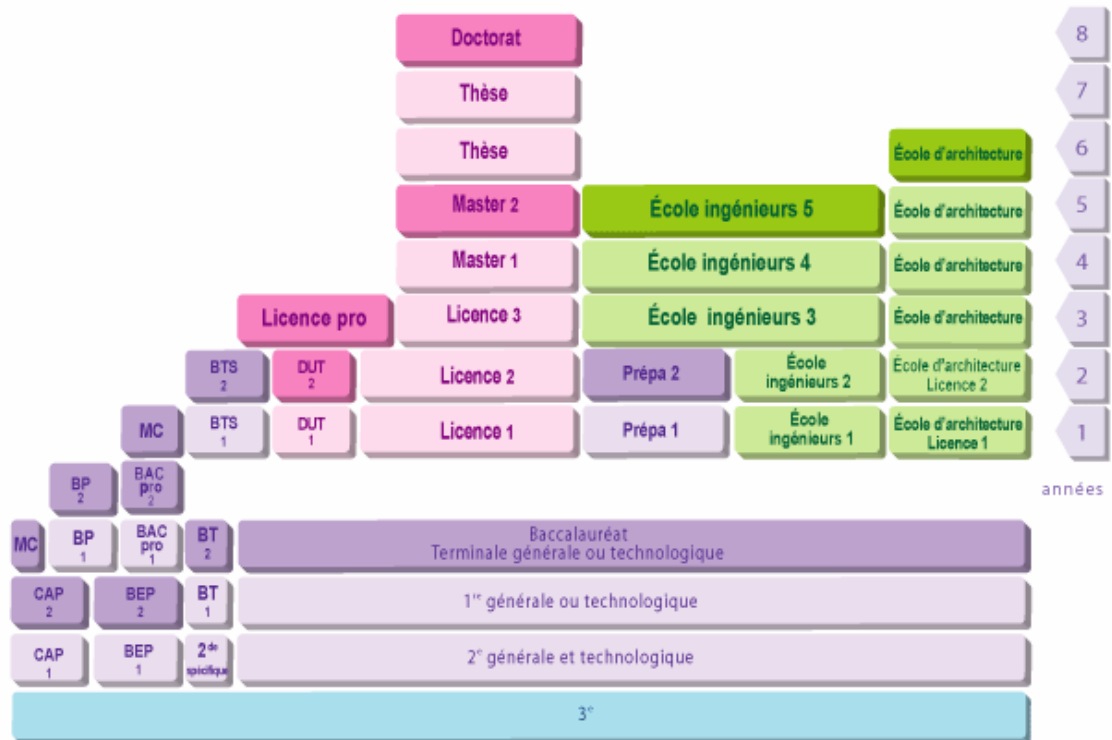 Doctorat
8
Thèse
7
Thèse
École d'architecture
6
Master 2
École ingénieurs 5
École d'architecture
5
Master 1
École ingénieurs 4
École d'architecture
4
Licence pro
Licence 3
École ingénieurs 3
École d'architecture
3
BTS
2
DUT
2
Licence 2
Prépa 2
École
ingénieurs 2
École d'architecture
Licence 2
2
MC
BTS
1
DUT
1
Licence 1
Prépa 1
École
ingénieurs 1
École d'architecture
Licence 1
1
années
BP
2
BAC
pro
2
MC
BP
1
BAC
pro
1
BT
2
Baccalauréat
Terminale générale ou technologique
CAP
2
BEP
2
BT
1
1re générale ou technologique
CAP
1
BEP
1
2de
spécifique
2e générale et technologique
3e